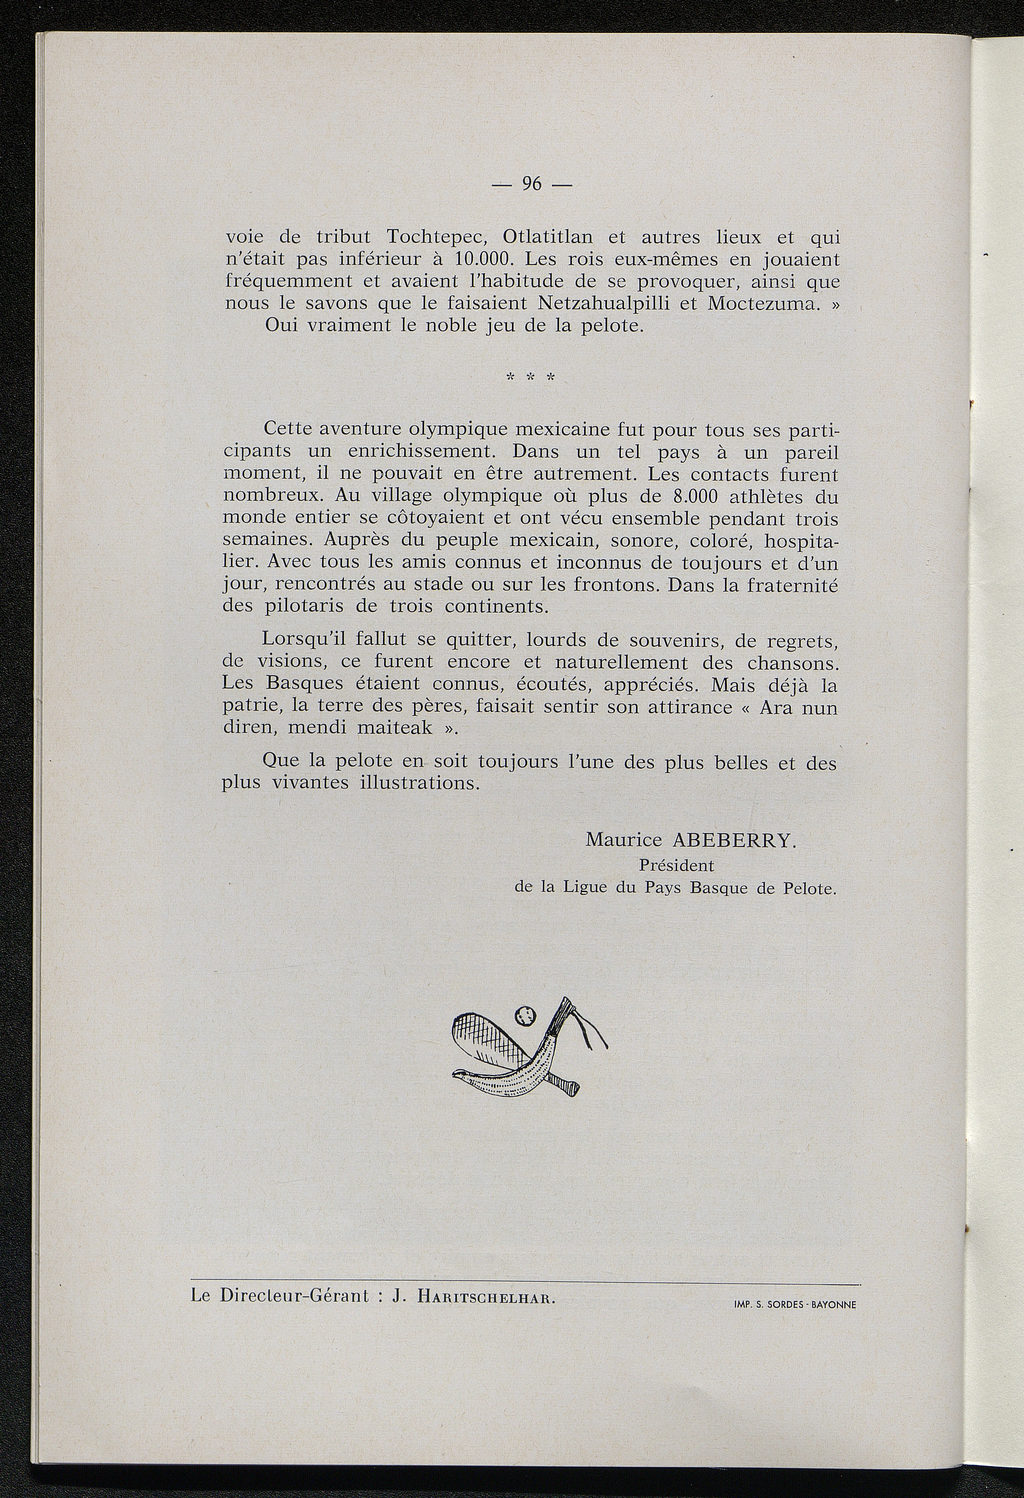 — 96 —
voie de tribut Tochtepec, Otlatitlan et autres lieux et qui
n'était pas inférieur à 10.000. Les rois eux-mêmes en jouaient
fréquemment et avaient l'habitude de se provoquer, ainsi que
nous le savons que le faisaient Netzahualpilli et Moctezuma. »
Oui vraiment le noble jeu de la pelote.
* * *
Cette aventure olympique mexicaine fut pour tous ses parti-
cipants un enrichissement. Dans un tel pays à un pareil
moment, il ne pouvait en être autrement. Les contacts furent
nombreux. Au village olympique où plus de 8.000 athlètes du
monde entier se côtoyaient et ont vécu ensemble pendant trois
semaines. Auprès du peuple mexicain, sonore, coloré, hospita-
lier. Avec tous les amis connus et inconnus de toujours et d'un
jour, rencontrés au stade ou sur les frontons. Dans la fraternité
des pilotaris de trois continents.
Lorsqu'il fallut se quitter, lourds de souvenirs, de regrets,
de visions, ce furent encore et naturellement des chansons.
Les Basques étaient connus, écoutés, appréciés. Mais déjà la
patrie, la terre des pères, faisait sentir son attirance « Ara nun
diren, mendi maiteak ».
Que la pelote en soit toujours l'une des plus belles et des
plus vivantes illustrations.
Maurice ABEBERRY.
Président
de la Ligue du Pays Basque de Pelote.
Le Directeur-Gérant : J. HARITSCHELHAR.
IMP. S. SORDES - BAYONNE